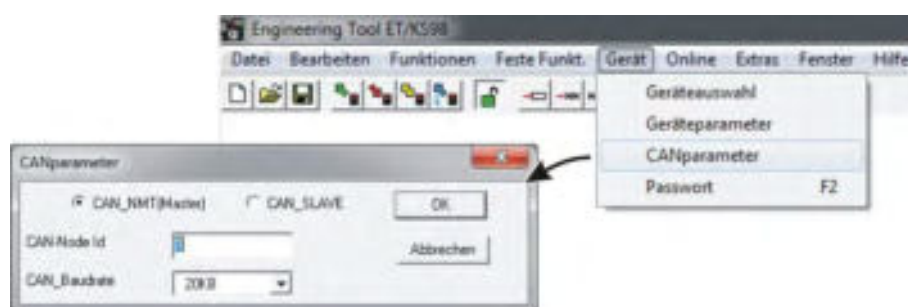 Engineering Tool ET/KS98
Datei Bearbeiten Funktionen Feste Funkt. Gerät Online Extras Fenster Hilfe
Geräteauswahl
Geräteparameter
CANparameter
Passwort F2
CANparameter
CAN_NMT(Master) CAN_SLAVE OK
CAN-Node Id
Abbrechen
CAN_Baudrate 20KB